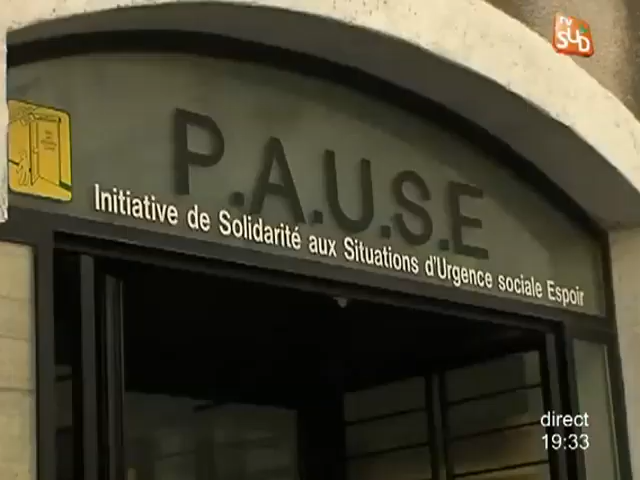 TV
SUD
P.A.U.S.E
Initiative de Solidarité aux Situations d'Urgence sociale Espoir
direct
19:33